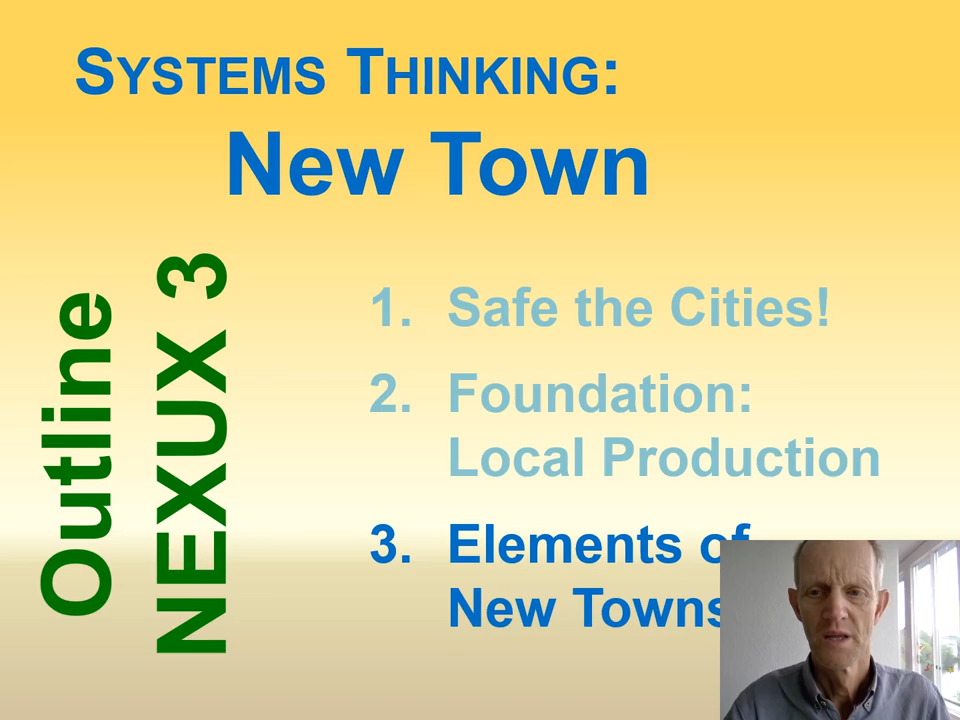 SYSTEMS THINKING:
New Town
Outline
NEXUX 3
1. Safe the Cities!
2. Foundation:
Local Production
3. Elements of
New Towns